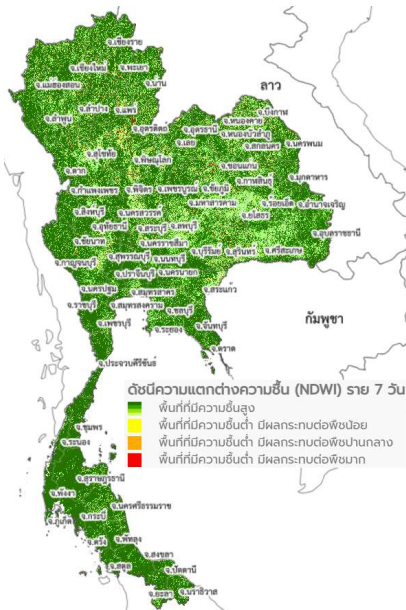 จ.เชียงราย
จ.เชียงใหม่ จ.พะเยา
จ.แม่ฮ่องสอน จ.น่าน
ลาว
จ.ลำปาง จ.แพร่
จ.ลำพูน
จ.บึงกาฬ
จ.หนองคาย
จ.อุตรดิตถ์ จ.อุดรธานี
จ.หนองบัวลำภู
จ.เลย
จ.สกลนคร จ.นครพนม
จ.สุโขทัย
จ.พิษณุโลก
จ.ขอนแก่น
จ.ตาก
จ.กาฬสินธุ์ จ.มุกดาหาร
จ.กำแพงเพชร จ.พิจิตร จ.เพชรบูรณ์ จ.ชัยภูมิ
จ.มหาสารคาม จ.ร้อยเอ็ด จ.อำนาจเจริญ
จ.สิงหบุรี จ.นครสวรรค์
จ.ยโสธร
จ.อุทัยธานี จ.สระบุรี จ.ลพบุรี
จ.อุบลราชธานี
จ.ชัยนาท จ.นครราชสีมา
จ.บุรีรัมย์ จ.สุรินทร์ จ.ศรีสะเกษ
จ.สุพรรณบุรี จ.นนทบุรี
จ.กาญจนบุรี
จ.ปราจีนบุรี จ.นครนายก
จ.นครปฐม จ.สมุทรสาคร จ.สระแก้ว
จ.ราชบุรี จ.สมุทรสงคราม
จ.ชลบุรี
กัมพูชา
จ.เพชรบุรี จ.ระยอง จ.จันทบุรี
จ.ตราด
จ.ประจวบคีรีขันธ์
ดัชนีความแตกต่างความชื้น (NDWI) ราย 7 วัน
พื้นที่ที่มีความชื้นสูง
พื้นที่ที่มีความชื้นต่ำ มีผลกระทบต่อพืชน้อย
พื้นที่ที่มีความชื้นต่ำ มีผลกระทบต่อพืชปานกลาง
พื้นที่ที่มีความชื้นต่ำ มีผลกระทบต่อพืชมาก
จ.ชุมพร
จ.ระนอง
จ.สุราษฎร์ธานี
จ.พังงา
จ.นครศรีธรรมราช
จ.ภูเก็ต จ.กระบี่
จ.ตรัง จ.พัทลุง
จ.สงขลา
จ.สตูล จ.ปัตตานี
จ.ยะลา จ.นราธิวาส